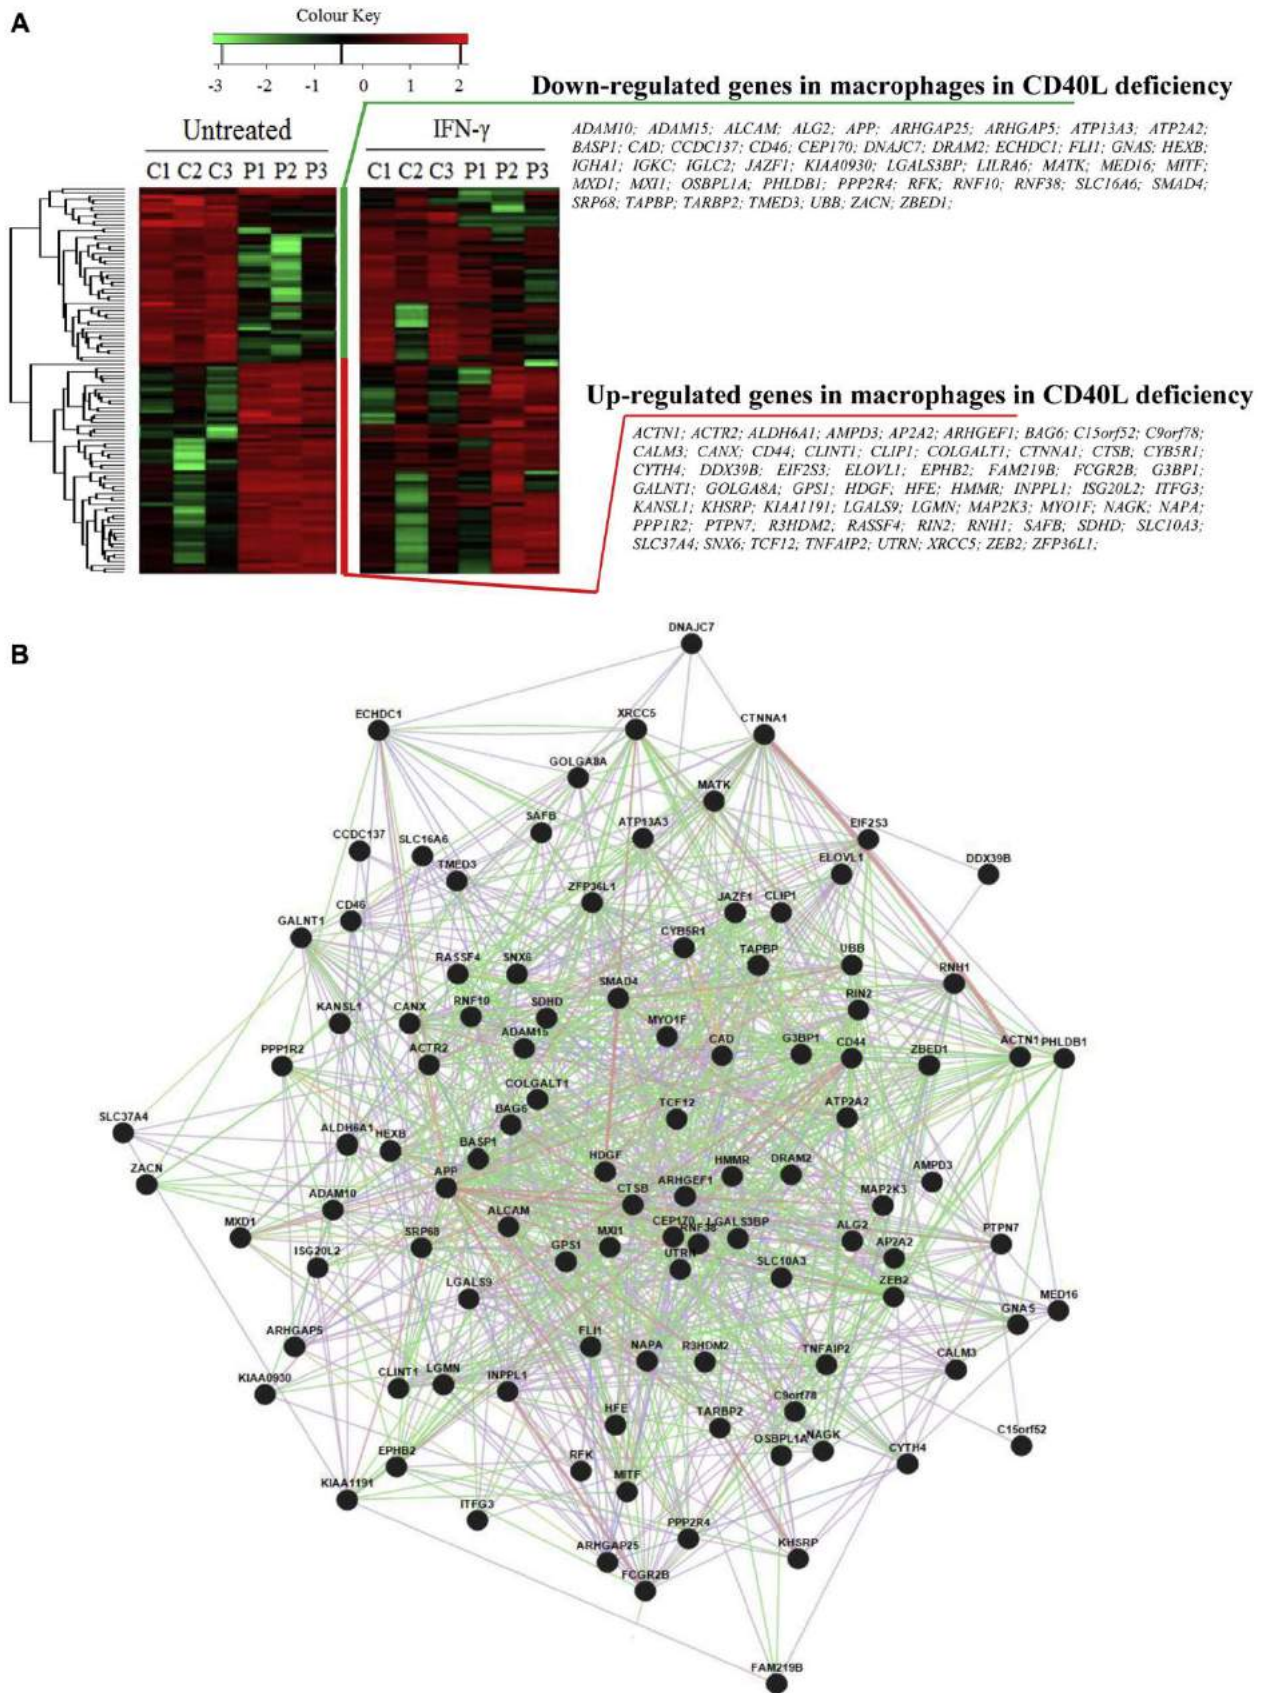 A
Colour Key
-3 -2 -1 0 1 2
Down-regulated genes in macrophages in CD40L deficiency
Untreated
IFN-γ
C1 C2 C3 P1 P2 P3
C1 C2 C3 P1 P2 P3
ADAM10; ADAM15; ALCAM; ALG2; APP; ARHGAP25; ARHGAP5; ATP13A3; ATP2A2;
BASP1; CAD; CCDC137; CD46; CEP170; DNAJC7; DRAM2; ECHDC1; FLI1; GNAS; HEXB;
IGHA1; IGKC; IGLC2; JAZF1; KIAA0930; LGALS3BP; LILRA6; MATK; MED16; MITF;
MXD1; MXI1; OSBPL1A; PHLDB1; PPP2R4; RFK; RNF10; RNF38; SLC16A6; SMAD4;
SRP68; TAPBP; TARBP2; TMED3; UBB; ZACN; ZBED1;
Up-regulated genes in macrophages in CD40L deficiency
ACTN1; ACTR2; ALDH6A1; AMPD3; AP2A2; ARHGEF1; BAG6; C15orf52; C9orf78;
CALM3; CANX; CD44; CLINT1; CLIP1; COLGALT1; CTNNA1; CTSB; CYB5R1;
CYTH4; DDX39B; EIF2S3; ELOVL1; EPHB2; FAM219B; FCGR2B; G3BP1;
GALNT1; GOLGA8A; GPS1; HDGF; HFE; HMMR; INPPL1; ISG20L2; ITFG3;
KANSL1; KHSRP; KIAA1191; LGALS9; LGMN; MAP2K3; MYO1F; NAGK; NAPA;
PPP1R2; PTPN7; R3HDM2; RASSF4; RIN2; RNH1; SAFB; SDHD; SLC10A3;
SLC37A4; SNX6; TCF12; TNFAIP2; UTRN; XRCC5; ZEB2; ZFP36L1;
B
DNAJC7
ECHDC1
XRCC5
CTNNA1
GOLGA8A
MATK
SAFB
ATP13A3
EIF2S3
CCDC137
SLC16A6
TMED3
ELOVL1
DDX39B
ZFP36L1
JAZF1
CLIP1
CD46
GALNT1
CYB5R1
TAPBP
UBB
RASSF4
SNX6
RNH1
SMAD4
RIN2
KANSL1
CANX
RNF10
SDHD
MYO1F
ADAM15
CAD
G3BP1
CD44
ACTN1
PHLDB1
PPP1R2
ACTR2
ZBED1
COLGALT1
TCF12
ATP2A2
SLC37A4
BAG6
ALDH6A1
HEXB
BASP1
ZACN
APP
HDGF
HMMR
DRAM2
AMPD3
ADAM10
CTSB
ARHGEF1
MAP2K3
MXD1
ALCAM
SRP68
MXI1
CEP170
RNF38
LGALS3BP
ALG2
AP2A2
PTPN7
ISG20L2
GPS1
UTRN
SLC10A3
ZEB2
LGALS9
GNAS
MED16
ARHGAP5
FLI1
NAPA
R3HDM2
TNFAIP2
CALM3
KIAA0930
CLINT1
LGMN
INPPL1
C9orf78
HFE
TARBP2
C15orf52
OSBPL1A
NAGK
EPHB2
RFK
MITF
CYTH4
KIAA1191
ITFG3
PPP2R4
ARHGAP25
KHSRP
FCGR2B
FAM219B